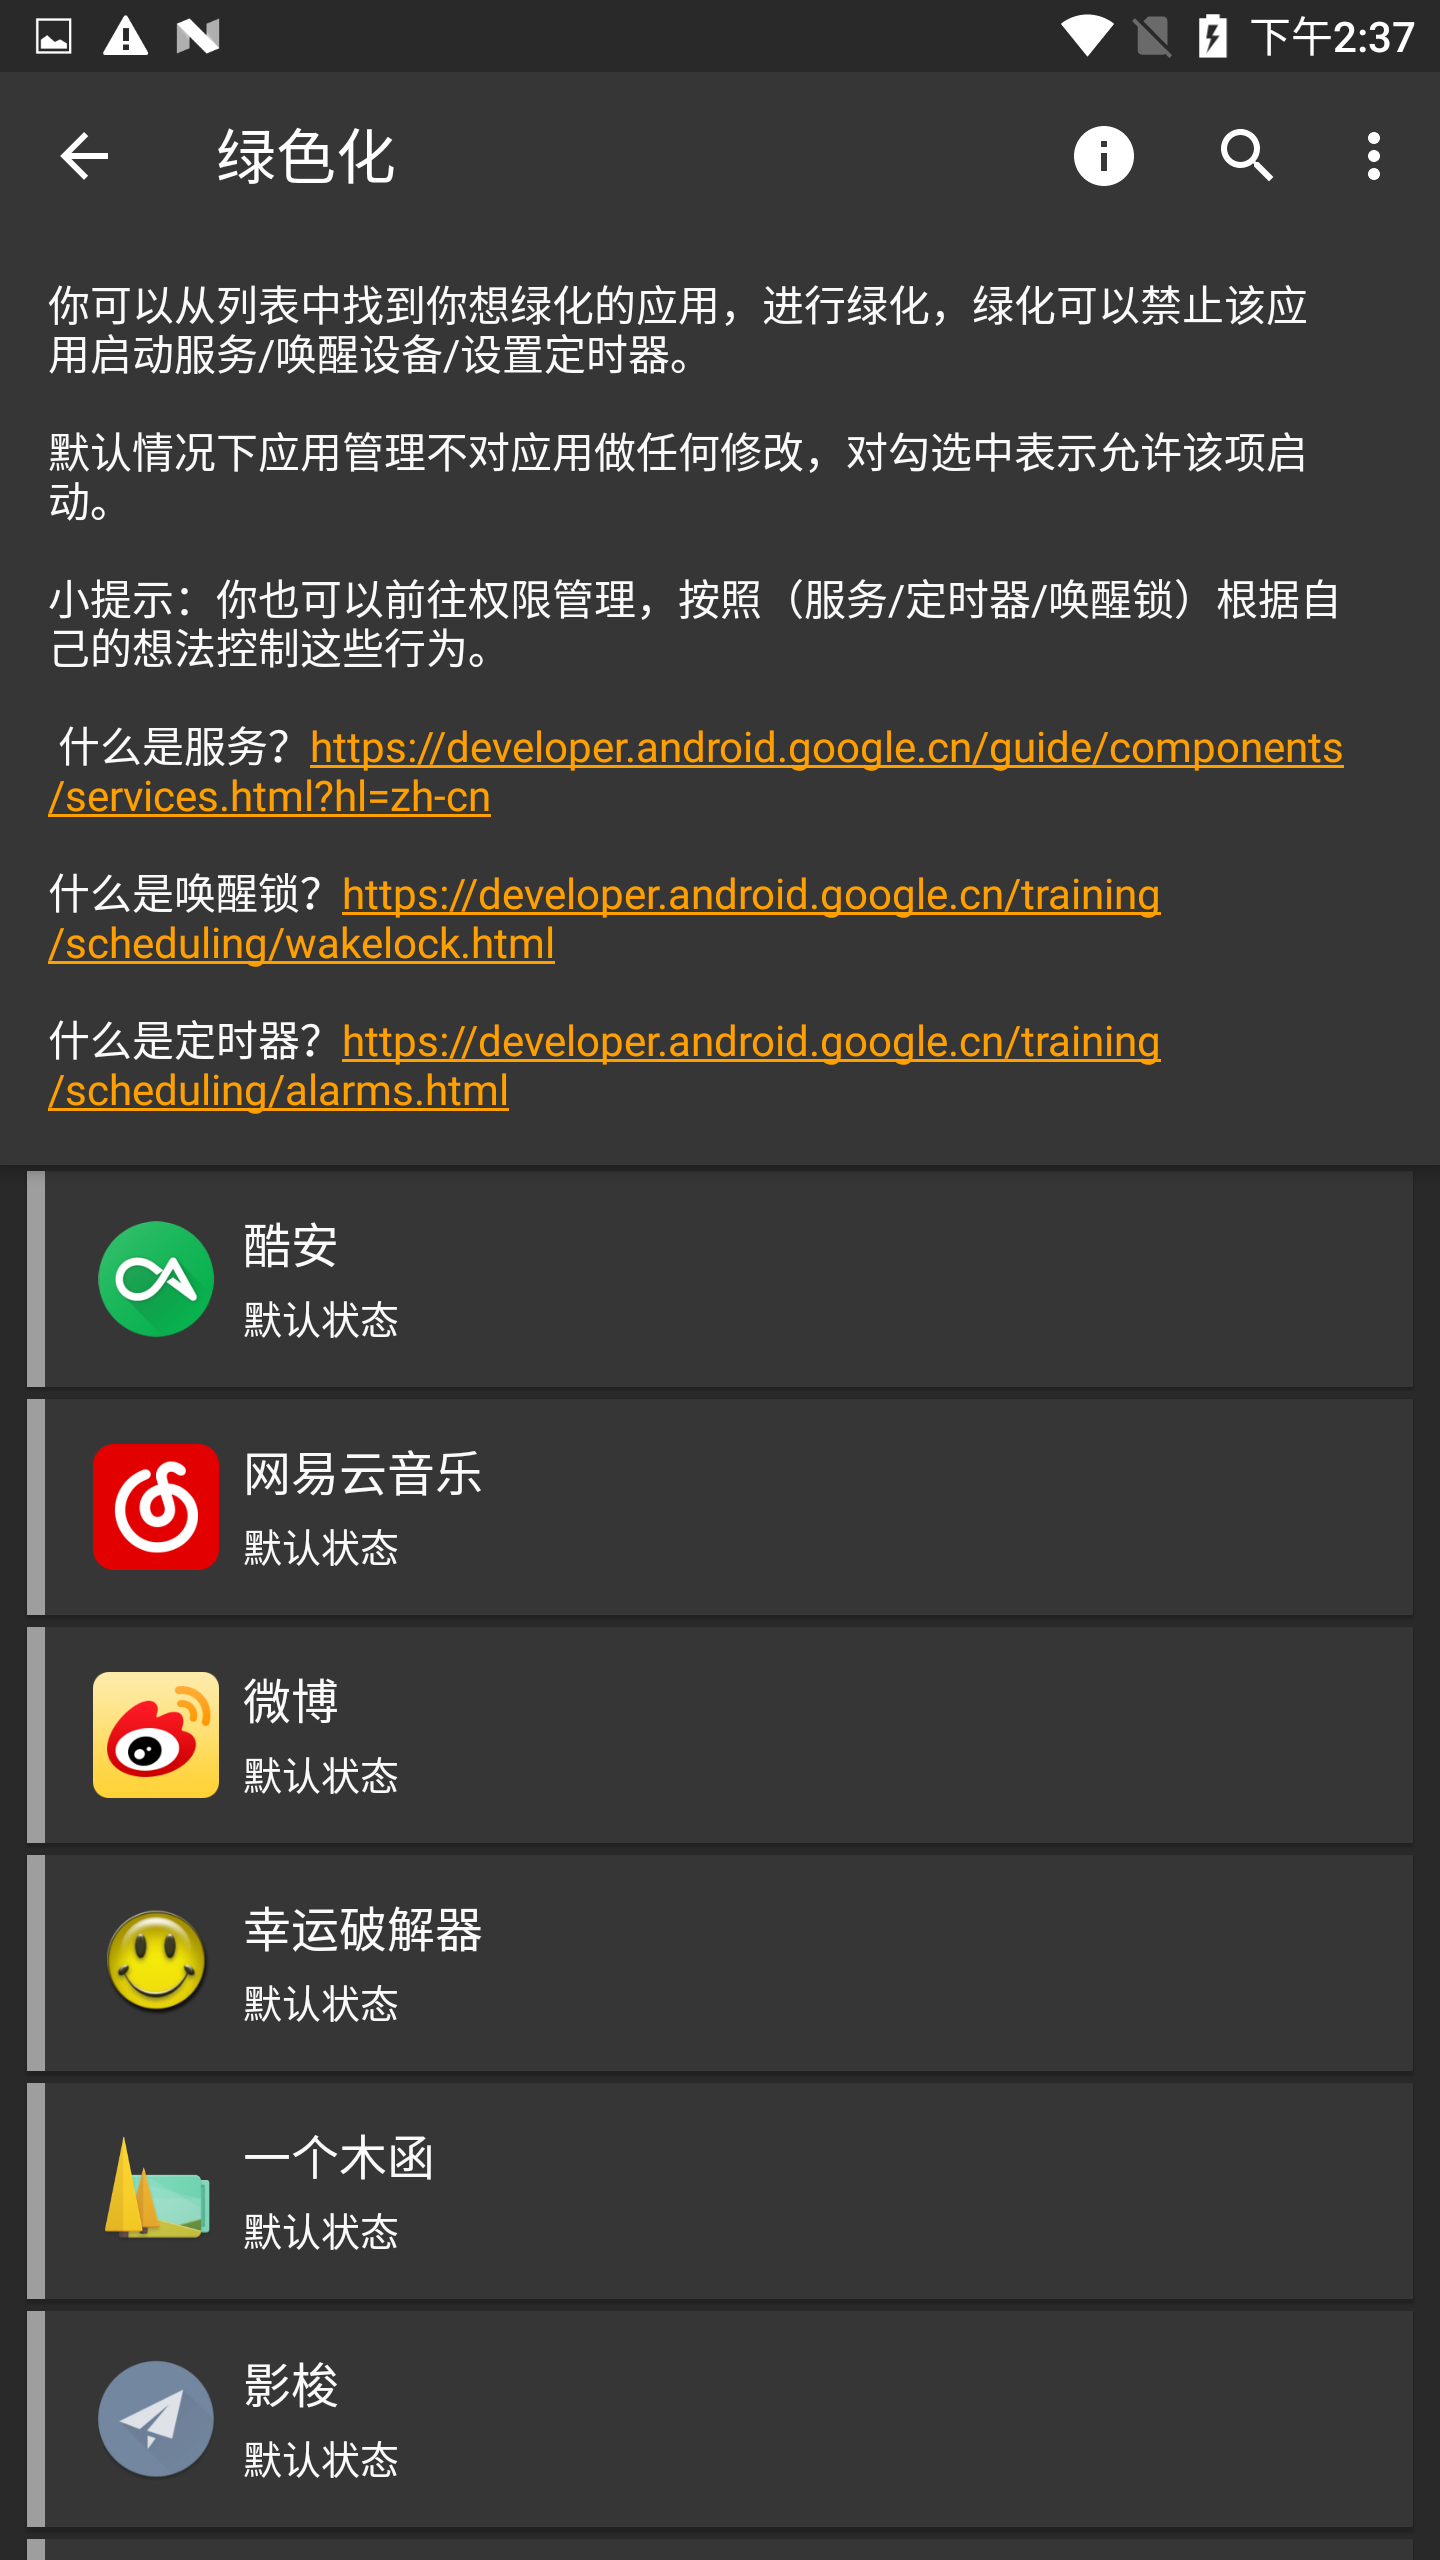 下午2:37
绿色化
你可以从列表中找到你想绿化的应用，进行绿化，绿化可以禁止该应
用启动服务/唤醒设备/设置定时器。
默认情况下应用管理不对应用做任何修改，对勾选中表示允许该项启
动。
小提示：你也可以前往权限管理，按照（服务/定时器/唤醒锁）根据自
己的想法控制这些行为。
什么是服务？https://developer.android.google.cn/guide/components
/services.html?hl=zh-cn
什么是唤醒锁？https://developer.android.google.cn/training
/scheduling/wakelock.html
什么是定时器？https://developer.android.google.cn/training
/scheduling/alarms.html
酷安
默认状态
网易云音乐
默认状态
微博
默认状态
幸运破解器
默认状态
一个木函
默认状态
影梭
默认状态